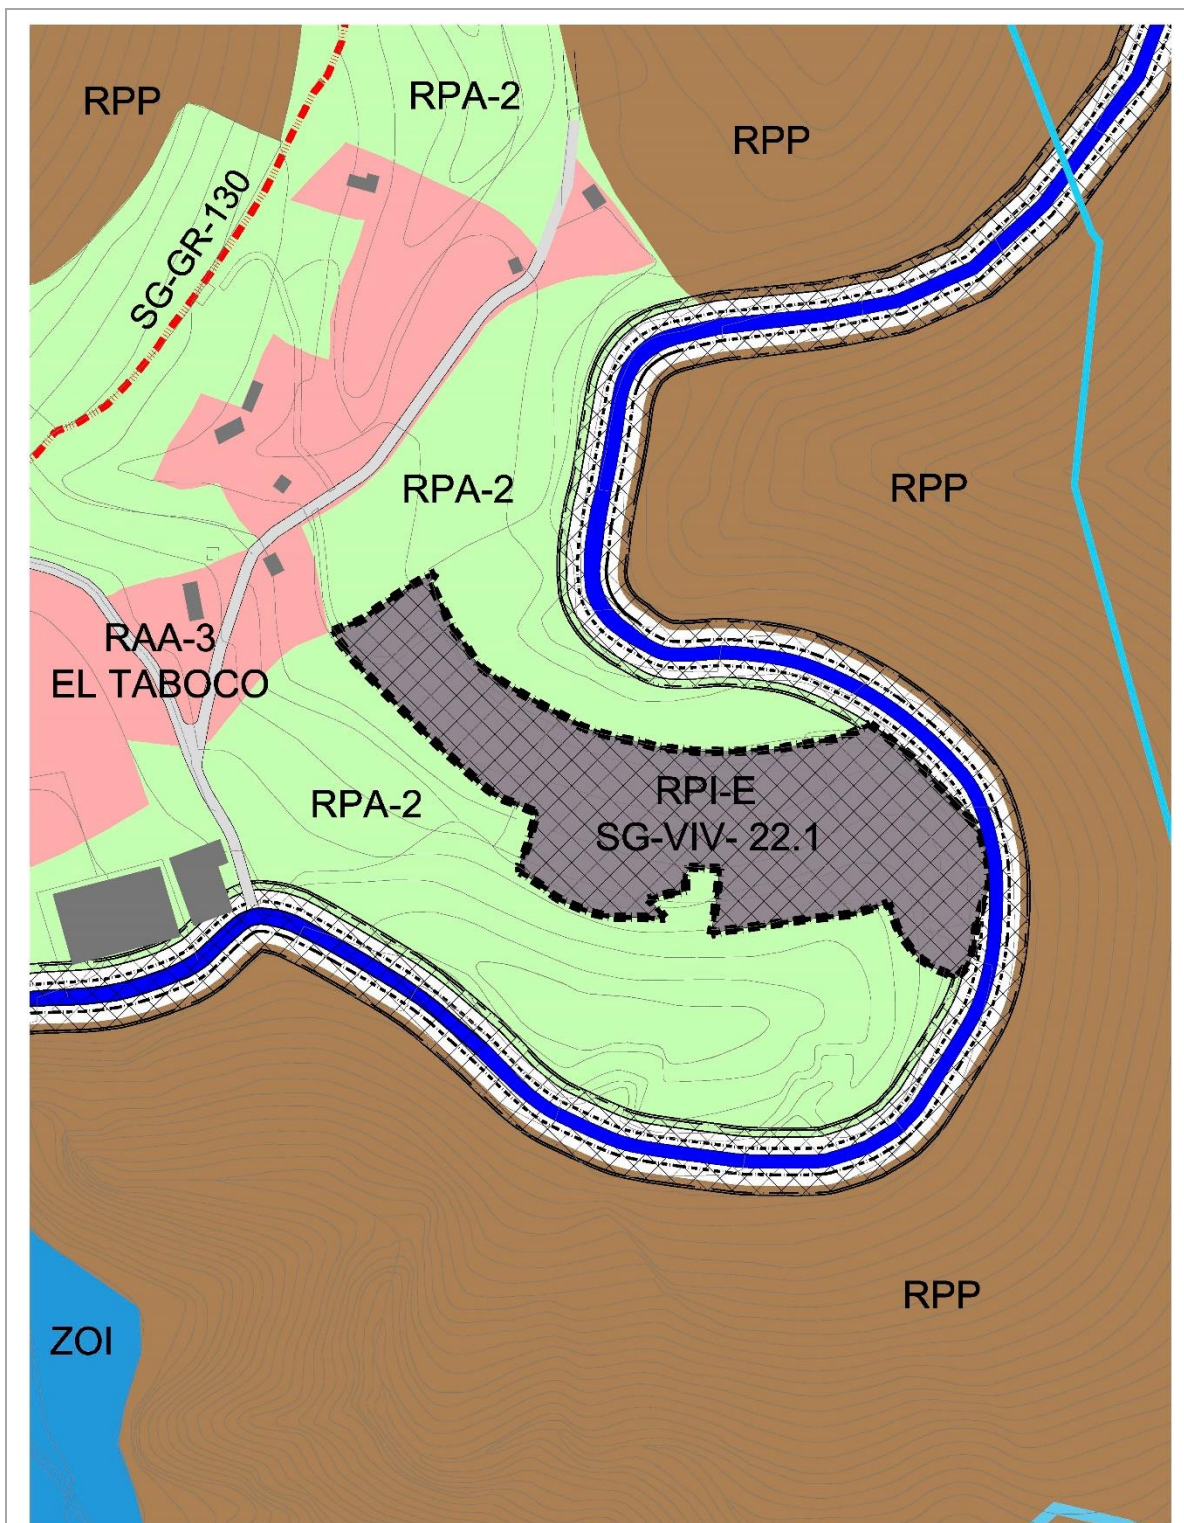 RPP
RPA-2
RPP
SG-GR-130
RPA-2
RPP
RAA-3
EL TABOCO
RPA-2
RPI-E
SG-VIV- 22.1
RPP
ZOI